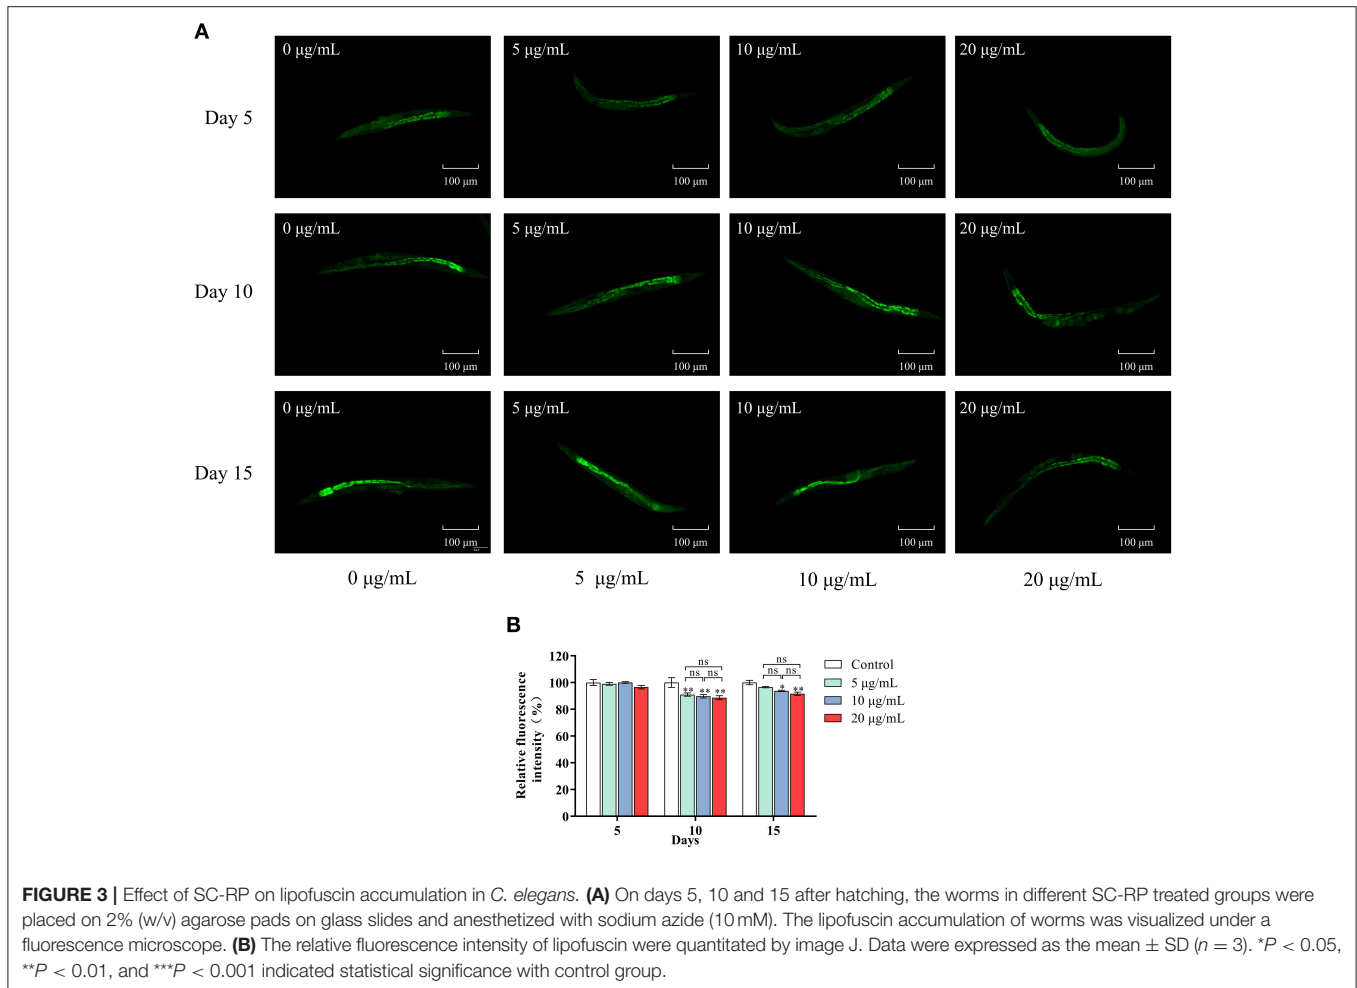 A
0 μg/mL
5 μg/mL
10 μg/mL
20 μg/mL
Day 5
100 μm
100 μm
100 μm
100 μm
0 μg/mL
5 μg/mL
10 μg/mL
20 μg/mL
Day 10
100 μm
100 μm
100 μm
100 μm
0 μg/mL
5 μg/mL
10 μg/mL
20 μg/mL
Day 15
100 μm
100 μm
100 μm
100 μm
0 μg/mL
5 μg/mL
10 μg/mL
20 μg/mL
B
Relative fluorescence
intensity (%)
120
100
80
60
40
20
0
ns
ns ns
** ** **
ns
ns ns
* **
Control
5 μg/mL
10 μg/mL
20 μg/mL
5
10
15
Days
FIGURE 3 | Effect of SC-RP on lipofuscin accumulation in C. elegans. (A) On days 5, 10 and 15 after hatching, the worms in different SC-RP treated groups were
placed on 2% (w/v) agarose pads on glass slides and anesthetized with sodium azide (10 mM). The lipofuscin accumulation of worms was visualized under a
fluorescence microscope. (B) The relative fluorescence intensity of lipofuscin were quantitated by image J. Data were expressed as the mean ± SD (n = 3). *P < 0.05,
**P < 0.01, and ***P < 0.001 indicated statistical significance with control group.